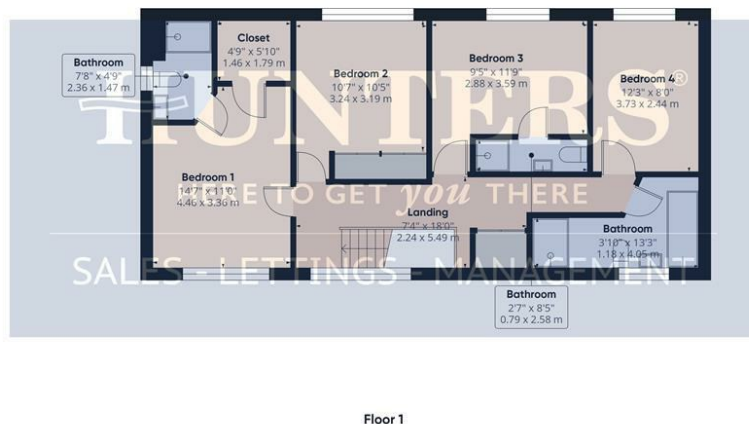 Bathroom
7'8" x 4'9"
2.36 x 1.47 m
Closet
4'9" x 5'10"
1.46 x 1.79 m
Bedroom 2
10'7" x 10'5"
3.24 x 3.19 m
Bedroom 3
9'5" x 11'9"
2.88 x 3.59 m
Bedroom 4
12'3" x 8'0"
3.73 x 2.44 m
HUNTERS®
Bedroom 1
14'7" x 11'0"
4.46 x 3.36 m
HERE TO GET you THERE
Landing
7'4" x 18'0"
2.24 x 5.49 m
Bathroom
3'10" x 13'3"
1.18 x 4.05 m
SALES - LETTINGS - MANAGEMENT
Bathroom
2'7" x 8'5"
0.79 x 2.58 m
Floor 1